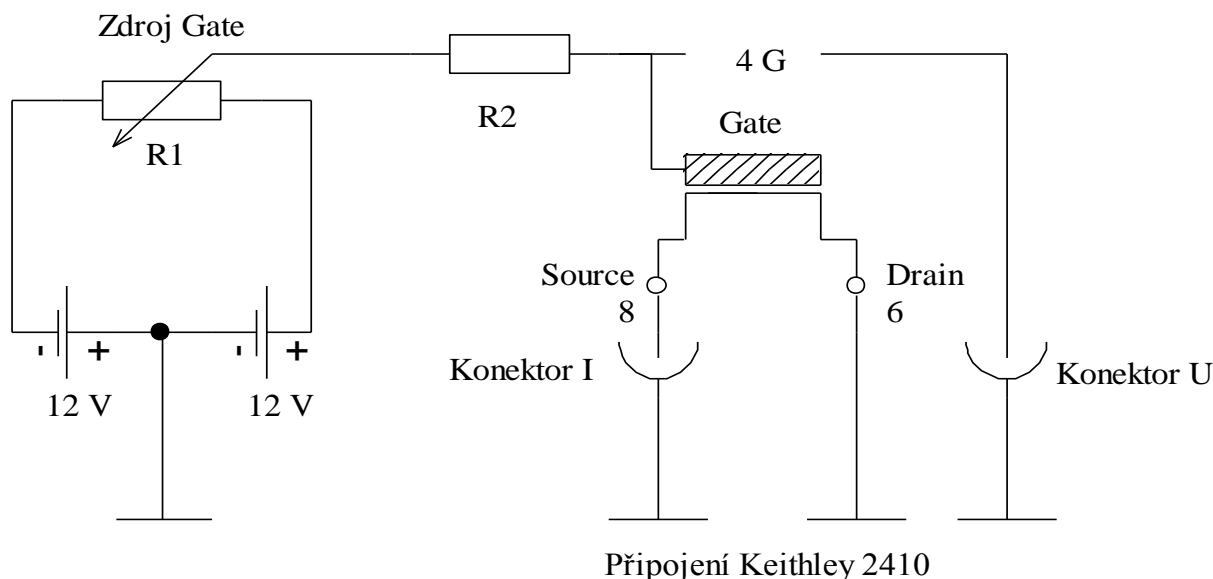 Zdroj Gate
R1
R2
4 G
Gate
Source
8
Drain
6
Konektor I
Konektor U
- +
- +
12 V
12 V
Připojení Keithley 2410